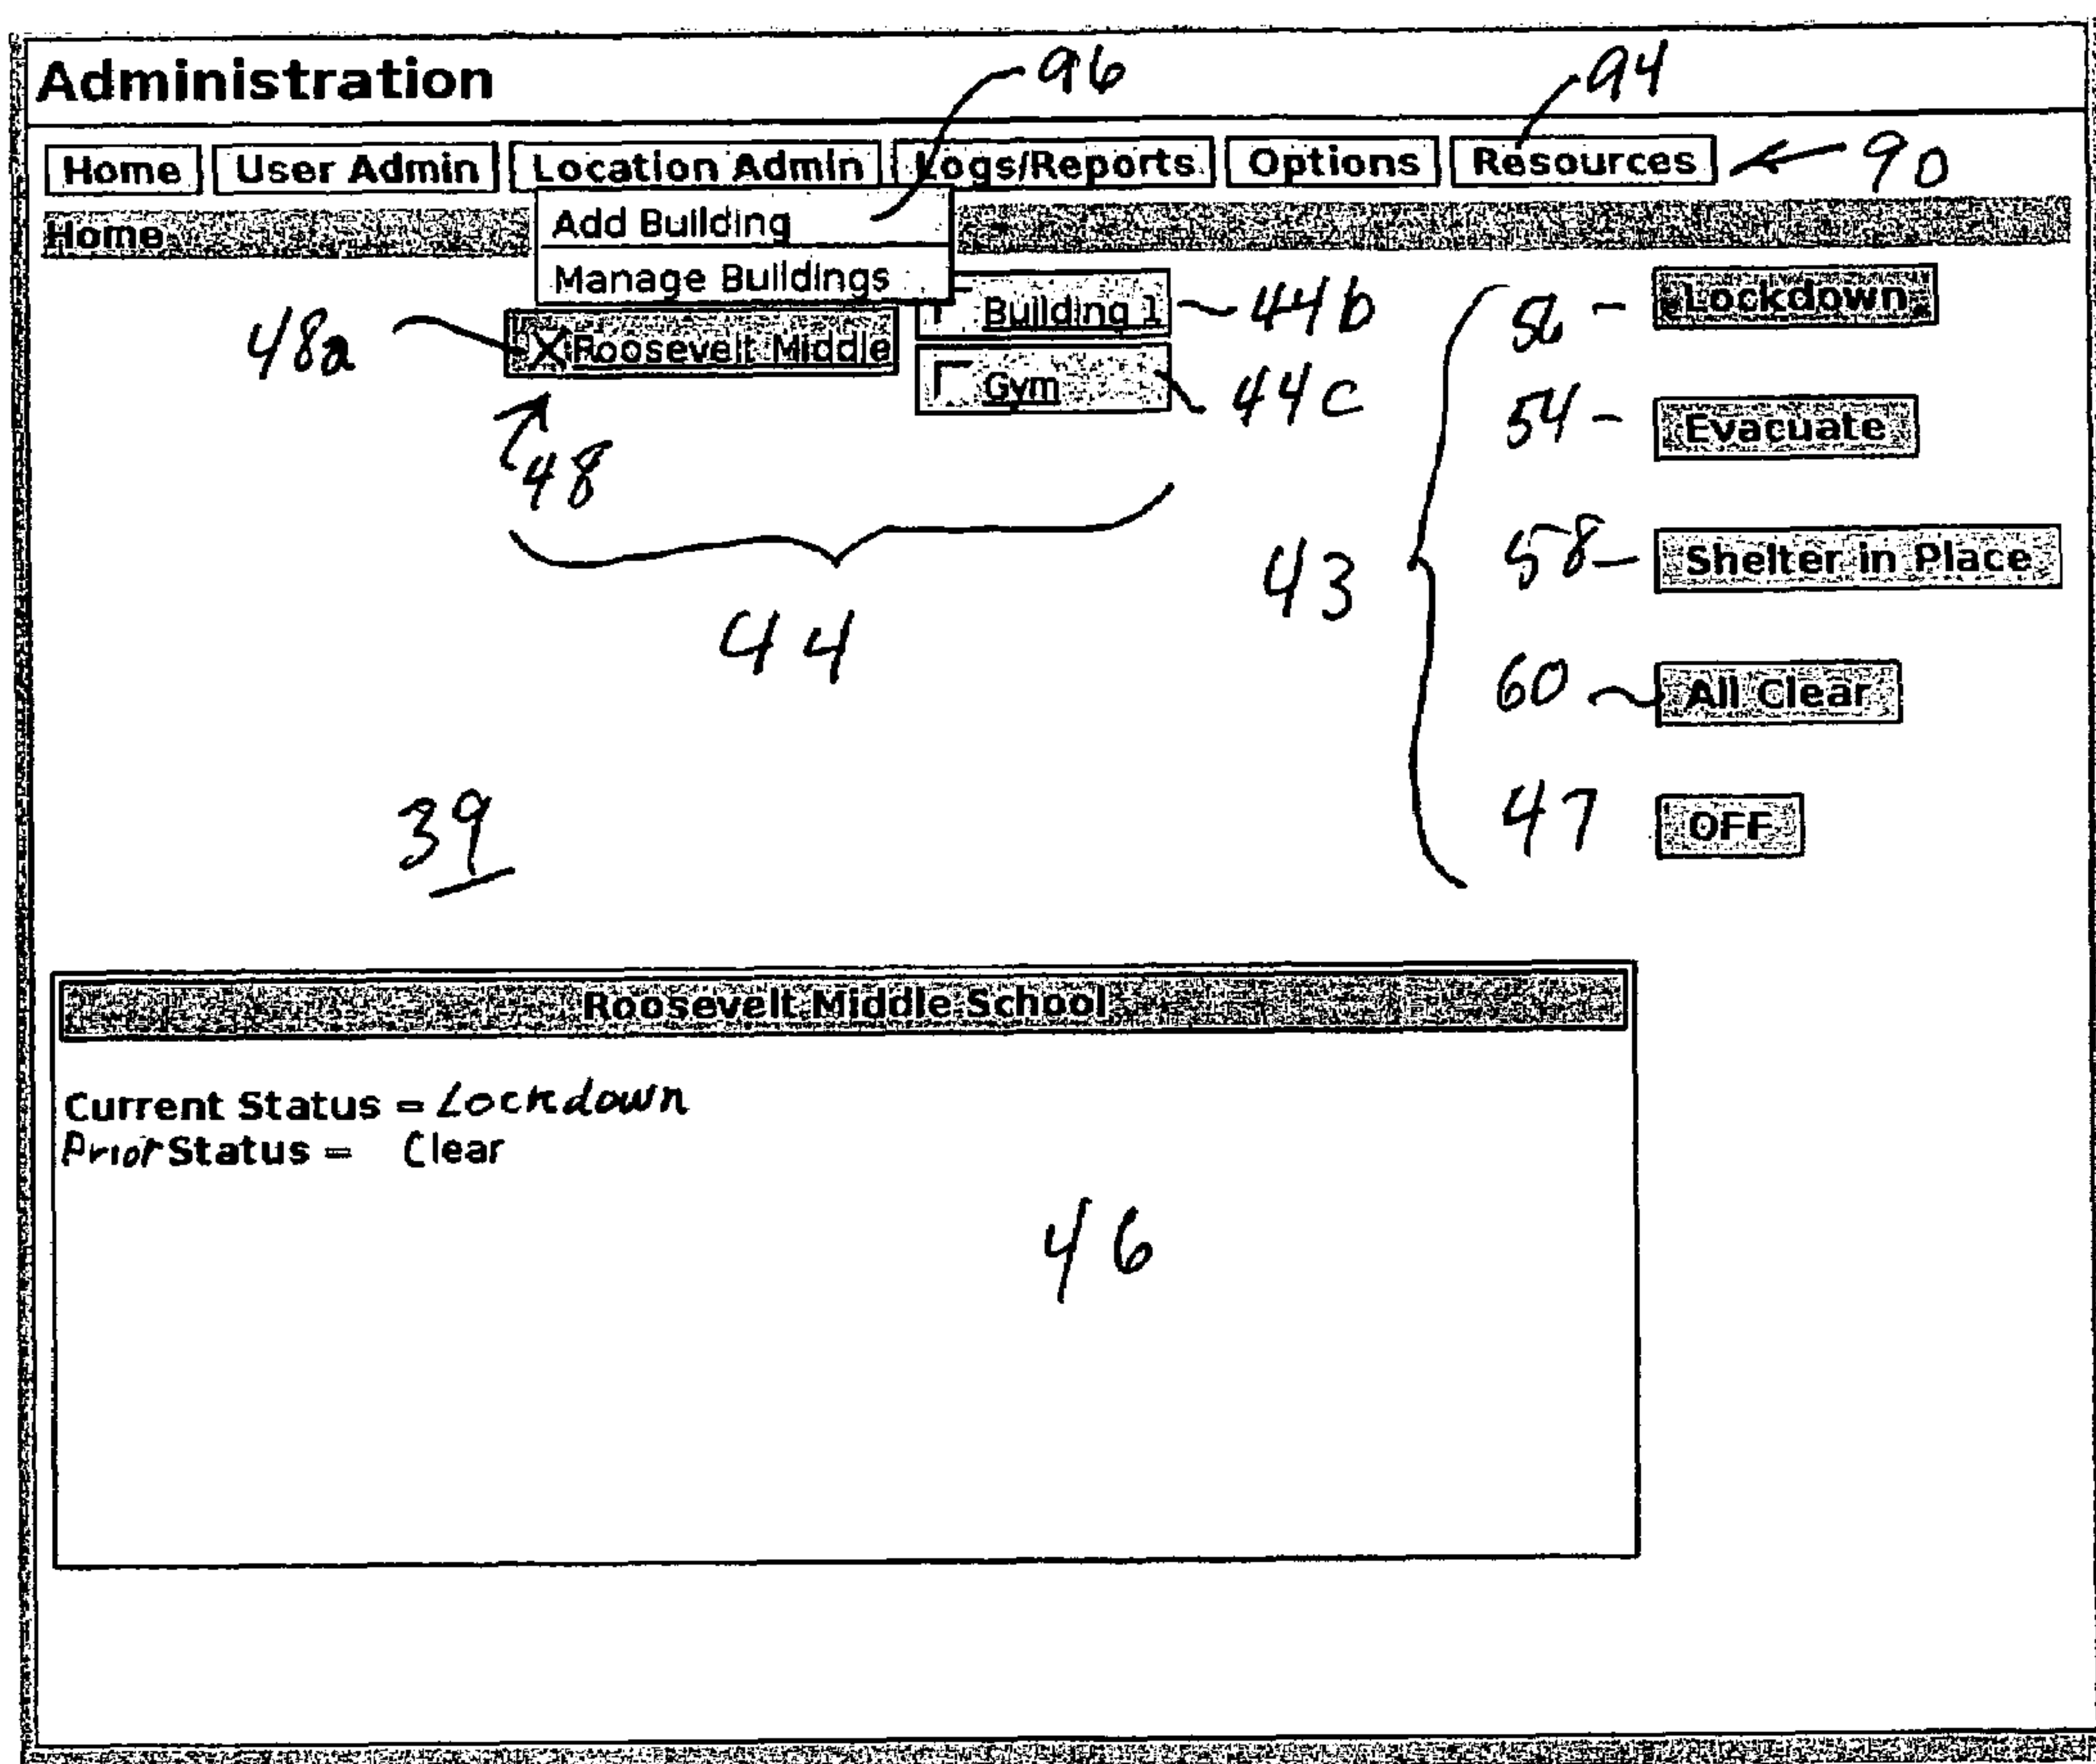 Administration
96
94
Home User Admin Location Admin Logs/Reports Options Resources
90
Home
Add Building
Manage Buildings
48a
Roosevelt Middle
48
Building 1
44b
Gym
44c
44
43
56
Lockdown
54
Evacuate
58
Shelter in Place
60
All Clear
47
OFF
39
Roosevelt Middle School
Current Status = Lockdown
Prior Status = Clear
46